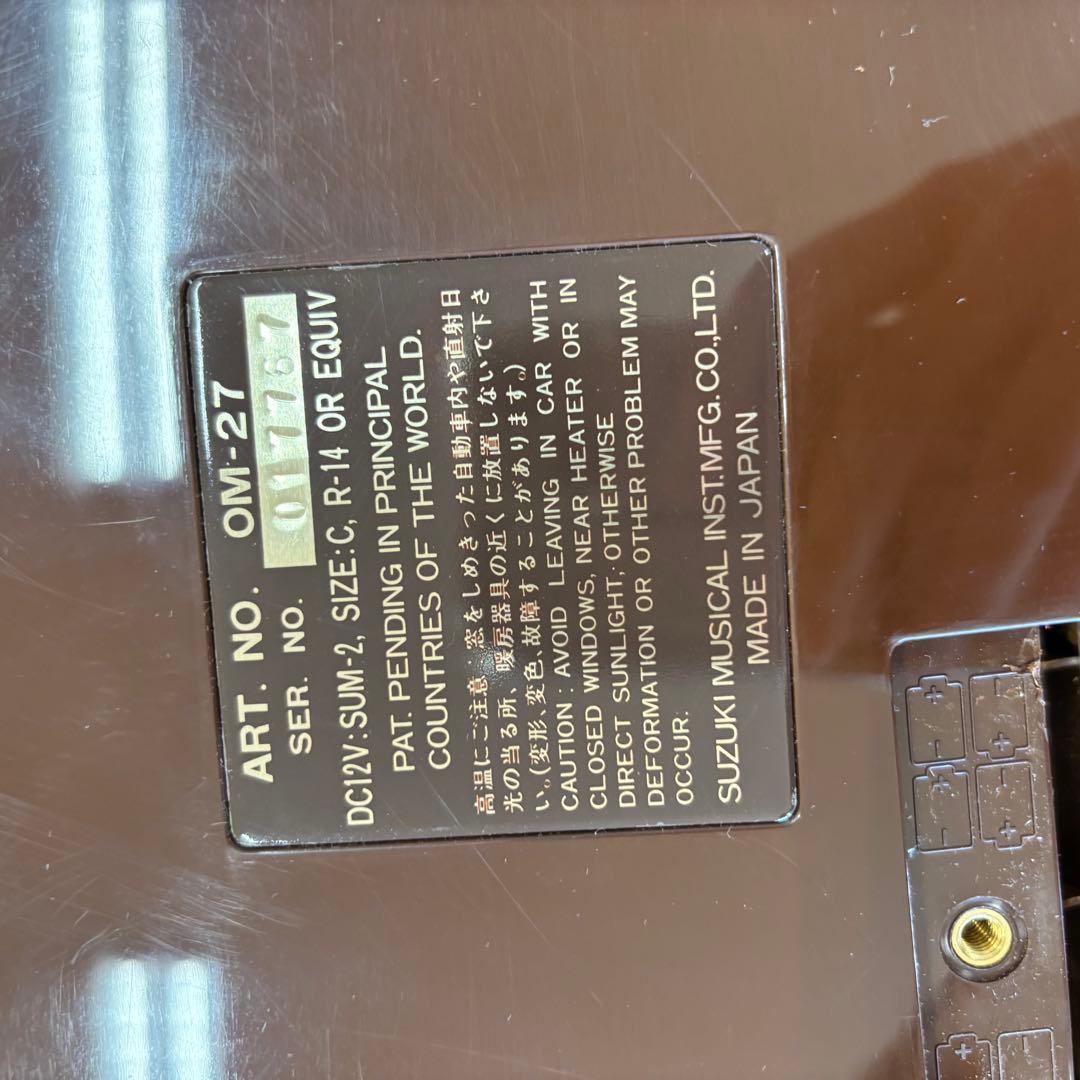 ART. NO. OM-27
SER. NO. 017767
DC12V:SUM-2, SIZE:C, R-14 OR EQUIV
PAT. PENDING IN PRINCIPAL
COUNTRIES OF THE WORLD.
高温にご注意 窓をしめきった自動車内や直射日
光の当る所、暖房器具の近くに放置しないで下さ
い。(変形、変色、故障することがあります。)
CAUTION : AVOID LEAVING IN CAR WITH
CLOSED WINDOWS, NEAR HEATER OR IN
DIRECT SUNLIGHT, OTHERWISE
DEFORMATION OR OTHER PROBLEM MAY
OCCUR.
SUZUKI MUSICAL INST.MFG.CO.,LTD.
MADE IN JAPAN